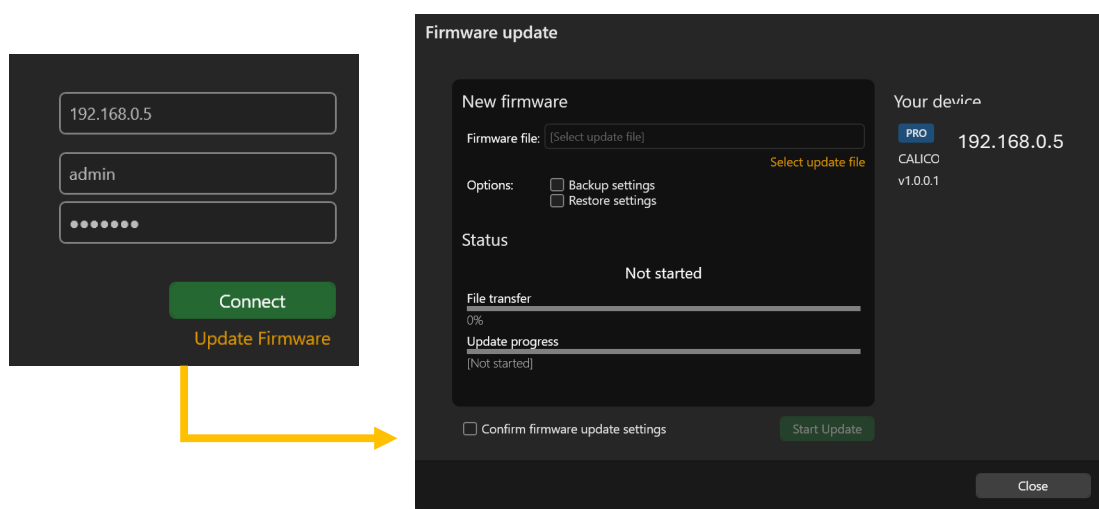 192.168.0.5
admin
●●●●●●●
Connect
Update Firmware
Firmware update
New firmware
Firmware file: [Select update file]
Select update file
Options: Backup settings
Restore settings
Status
Not started
File transfer
0%
Update progress
[Not started]
Confirm firmware update settings
Start Update
Your device
PRO 192.168.0.5
CALICO
v1.0.0.1
Close